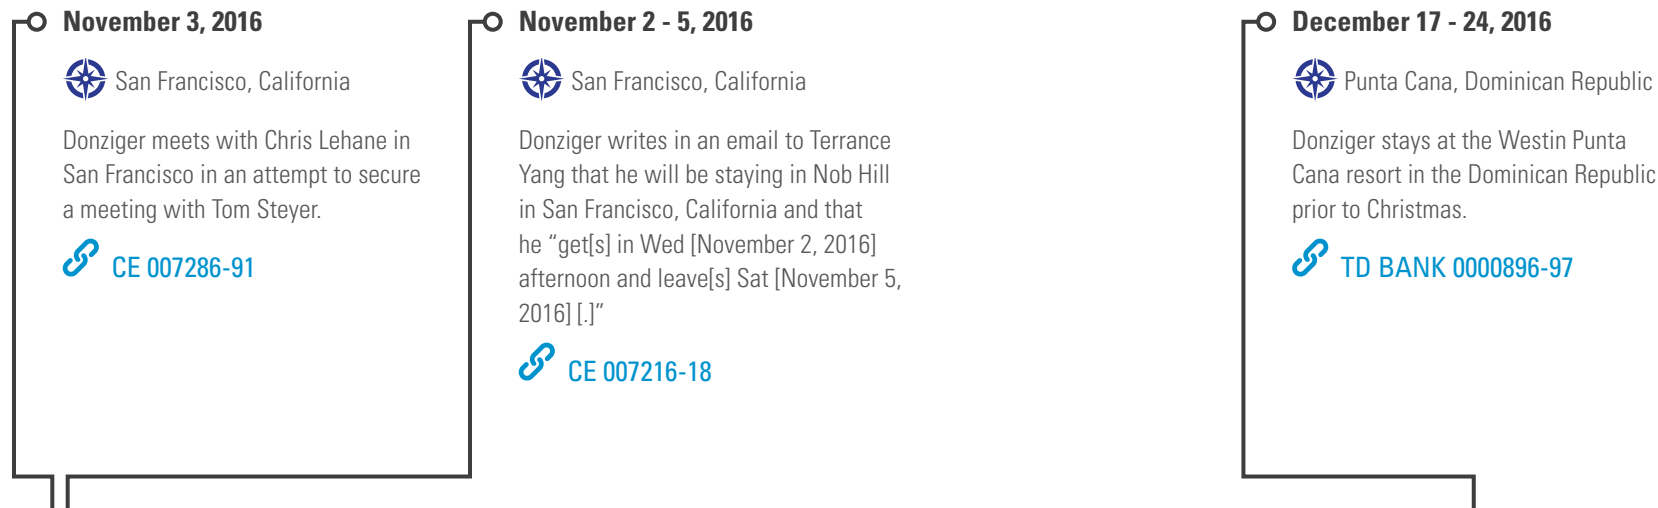 November 3, 2016
San Francisco, California
Donziger meets with Chris Lehane in
San Francisco in an attempt to secure
a meeting with Tom Steyer.
CE 007286-91
November 2 - 5, 2016
San Francisco, California
Donziger writes in an email to Terrance
Yang that he will be staying in Nob Hill
in San Francisco, California and that
he “get[s] in Wed [November 2, 2016]
afternoon and leave[s] Sat [November 5,
2016] [.]”
CE 007216-18
December 17 - 24, 2016
Punta Cana, Dominican Republic
Donziger stays at the Westin Punta
Cana resort in the Dominican Republic
prior to Christmas.
TD BANK 0000896-97